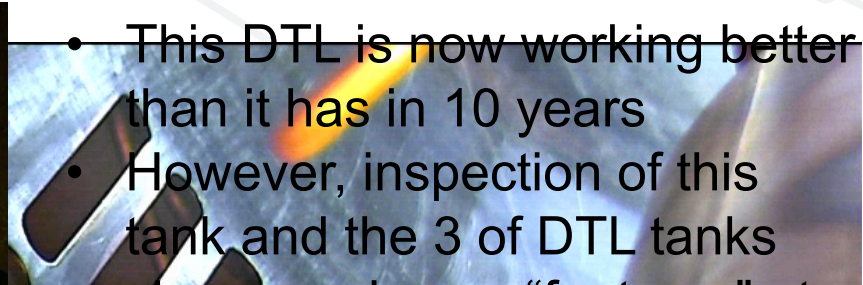 • This DTL is now working better
than it has in 10 years
• However, inspection of this
tank and the 3 of DTL tanks